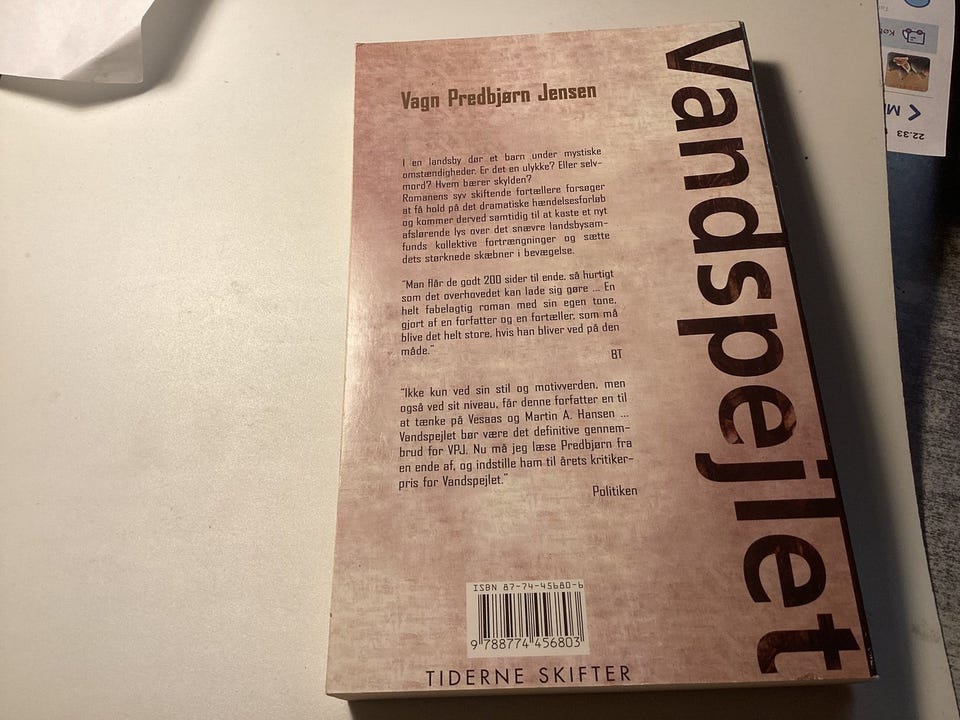 Vagn Predbjørn Jensen
I en landsby dør et barn under mystiske
omstændigheder. Er det en ulykke? Eller selv-
mord? Hvem bærer skylden?
Romanens syv skiftende fortællere forsøger
at få hold på det dramatiske hændelsesforløb
og kommer derved samtidig til at kaste et nyt
afslørende lys over det snævre landsbysam-
funds kollektive fortrængninger og sætte
dets størknede skæbner i bevægelse.
"Man flår de godt 200 sider til ende, så hurtigt
som det overhovedet kan lade sig gøre ... En
helt fabelagtig roman med sin egen tone,
gjort af en forfatter og en fortæller, som må
blive det helt store, hvis han bliver ved på den
måde."
BT
"Ikke kun ved sin stil og motivverden, men
også ved sit niveau, får denne forfatter en til
at tænke på Vesaas og Martin A. Hansen ...
Vandspejlet bør være det definitive gennem-
brud for VPJ. Nu må jeg læse Predbjørn fra
en ende af, og indstille ham til årets kritiker-
pris for Vandspejlet."
Politiken
ISBN 87-74-45680-6
9 788774 456803
TIDERNE SKIFTER
Vandspejlet
22.33